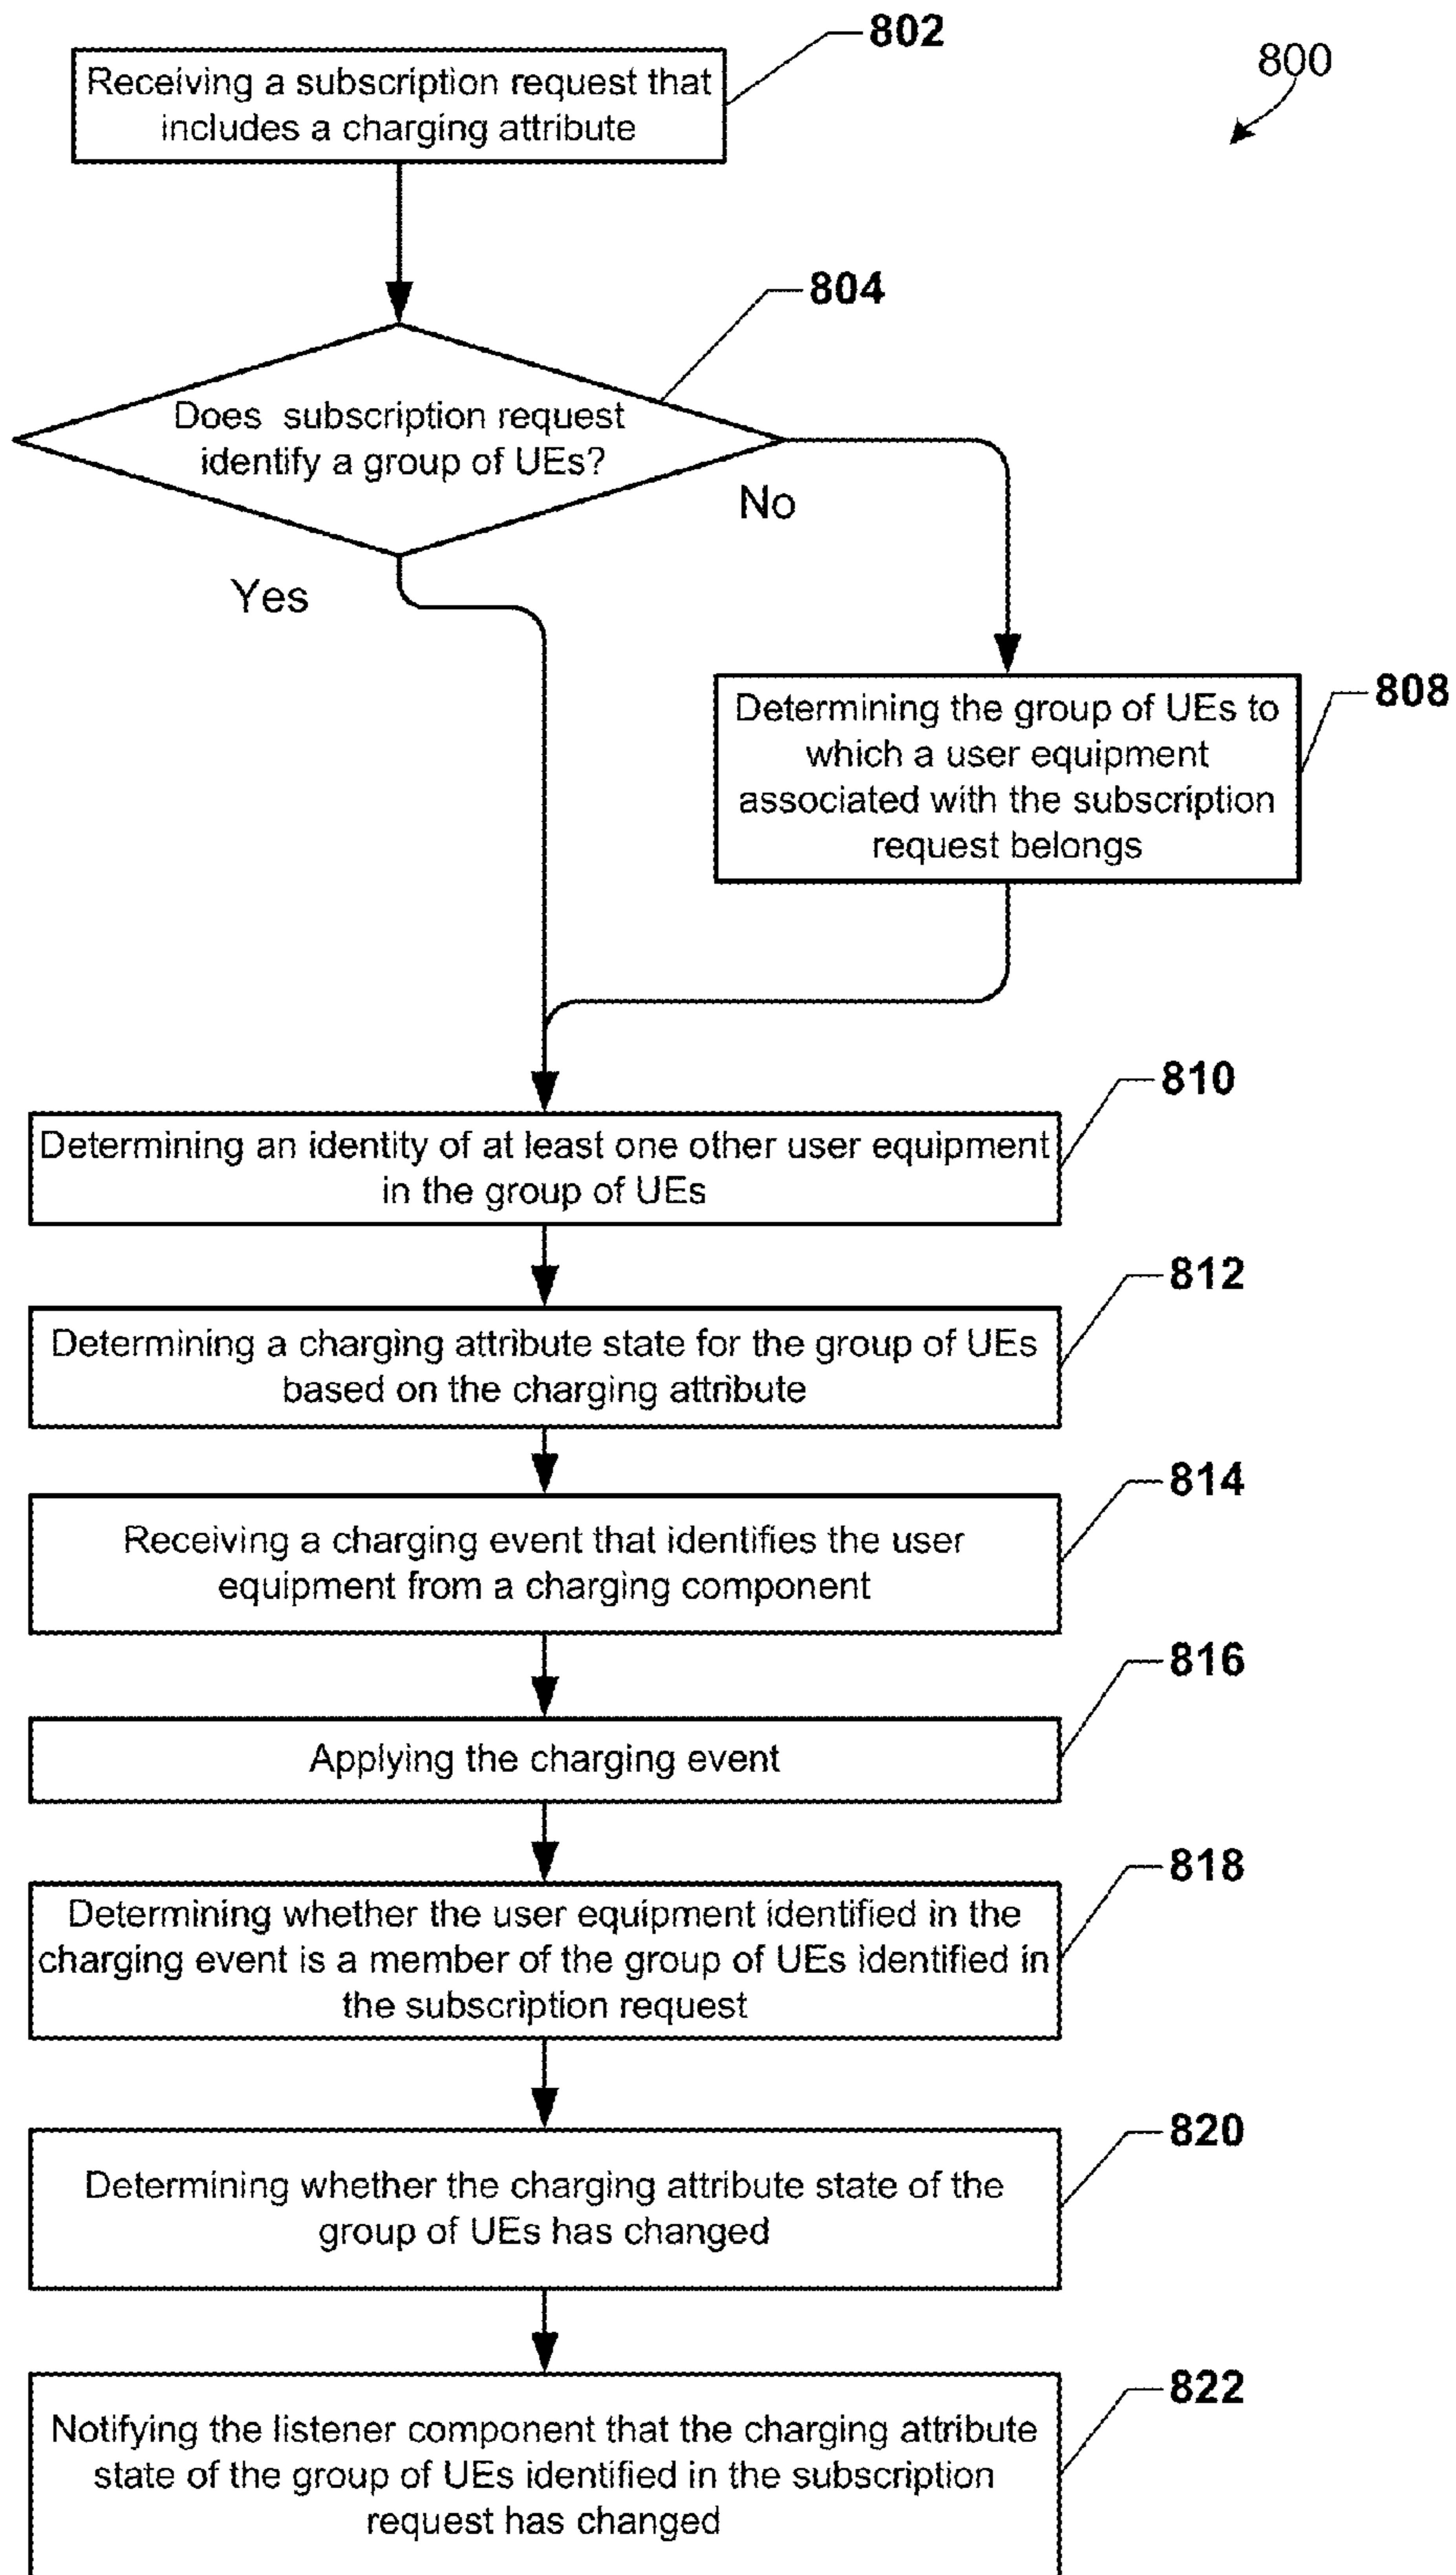 802
800
Receiving a subscription request that
includes a charging attribute
804
Does subscription request
identify a group of UEs?
No
Yes
808
Determining the group of UEs to
which a user equipment
associated with the subscription
request belongs
810
Determining an identity of at least one other user equipment
in the group of UEs
812
Determining a charging attribute state for the group of UEs
based on the charging attribute
814
Receiving a charging event that identifies the user
equipment from a charging component
816
Applying the charging event
818
Determining whether the user equipment identified in the
charging event is a member of the group of UEs identified in
the subscription request
820
Determining whether the charging attribute state of the
group of UEs has changed
822
Notifying the listener component that the charging attribute
state of the group of UEs identified in the subscription
request has changed